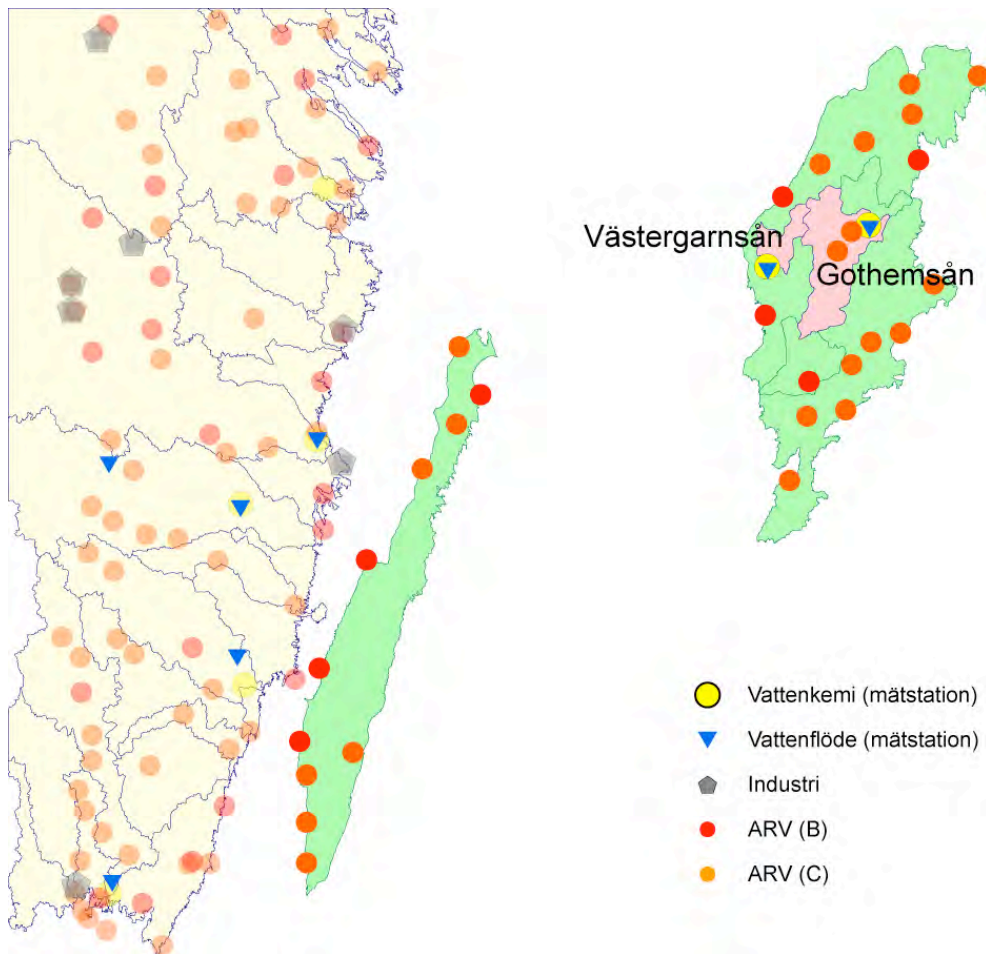 Västergarnsån
Gothemsån
Vattenkemi (mätstation)
Vattenflöde (mätstation)
Industri
ARV (B)
ARV (C)